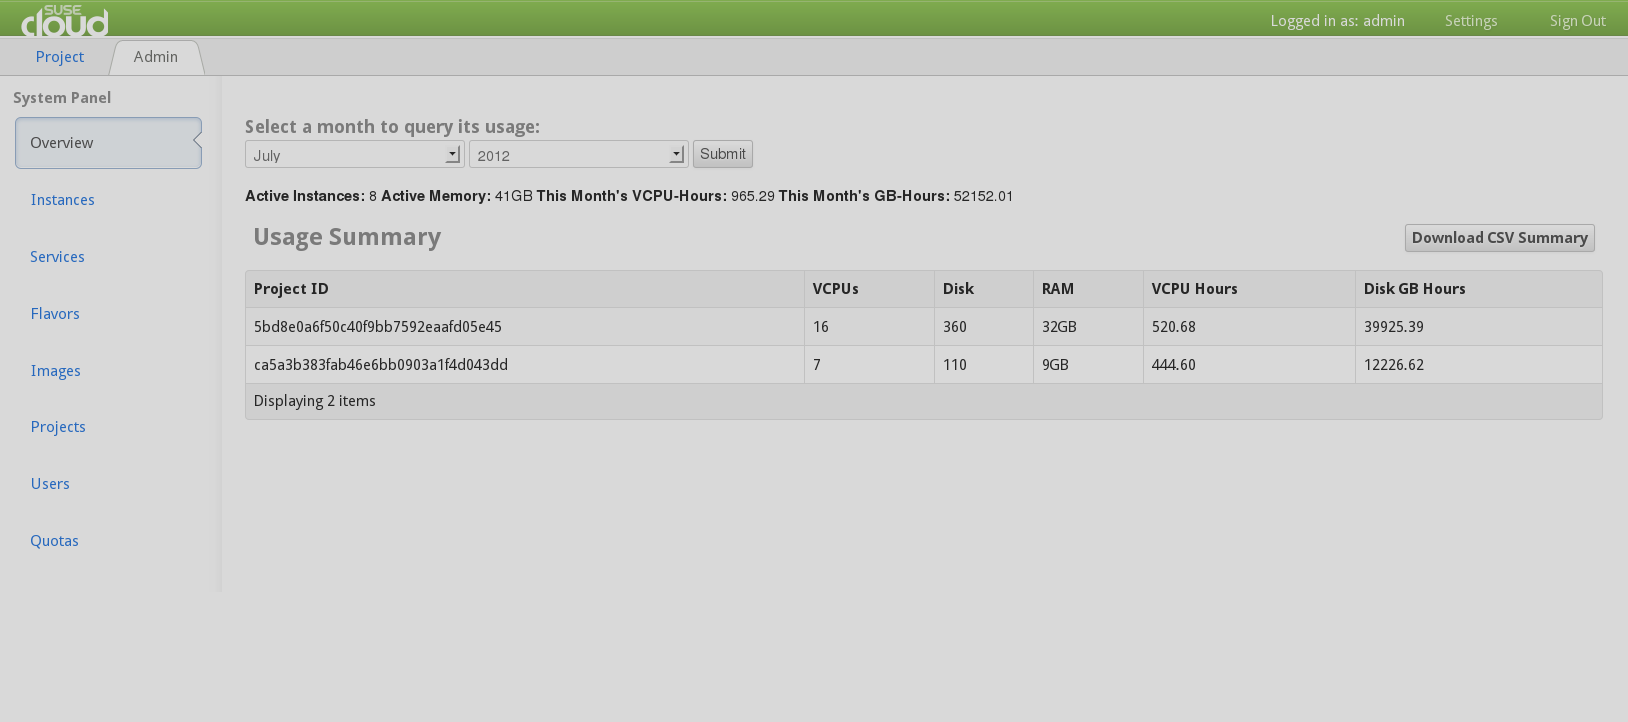 SUSE
cloud
Logged in as: admin Settings Sign Out
Project Admin
System Panel
Overview
Instances
Services
Flavors
Images
Projects
Users
Quotas
Select a month to query its usage:
July 2012 Submit
Active Instances: 8 Active Memory: 41GB This Month's VCPU-Hours: 965.29 This Month's GB-Hours: 52152.01
Usage Summary Download CSV Summary
Project ID VCPUs Disk RAM VCPU Hours Disk GB Hours
5bd8e0a6f50c40f9bb7592eaafd05e45 16 360 32GB 520.68 39925.39
ca5a3b383fab46e6bb0903a1f4d043dd 7 110 9GB 444.60 12226.62
Displaying 2 items